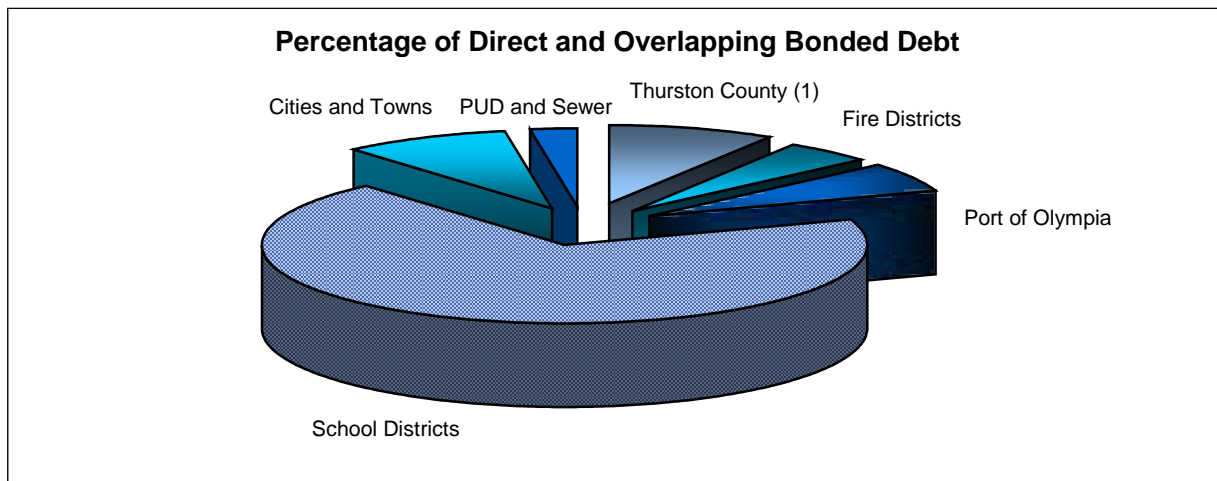 Percentage of Direct and Overlapping Bonded Debt
Cities and Towns
PUD and Sewer
Thurston County (1)
Fire Districts
Port of Olympia
School Districts